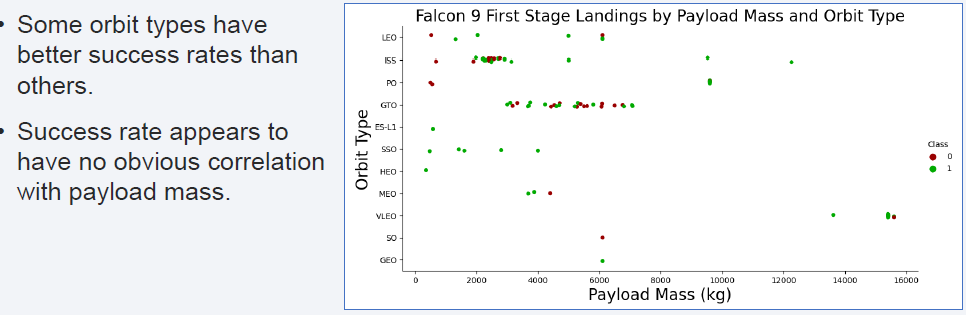 • Some orbit types have
better success rates than
others.
• Success rate appears to
have no obvious correlation
with payload mass.
Falcon 9 First Stage Landings by Payload Mass and Orbit Type
Orbit Type
LEO
ISS
PO
GTO
ES-L1
SSO
HEO
MEO
VLEO
SO
GEO
0 2000 4000 6000 8000 10000 12000 14000 16000
Payload Mass (kg)
Class
0
1